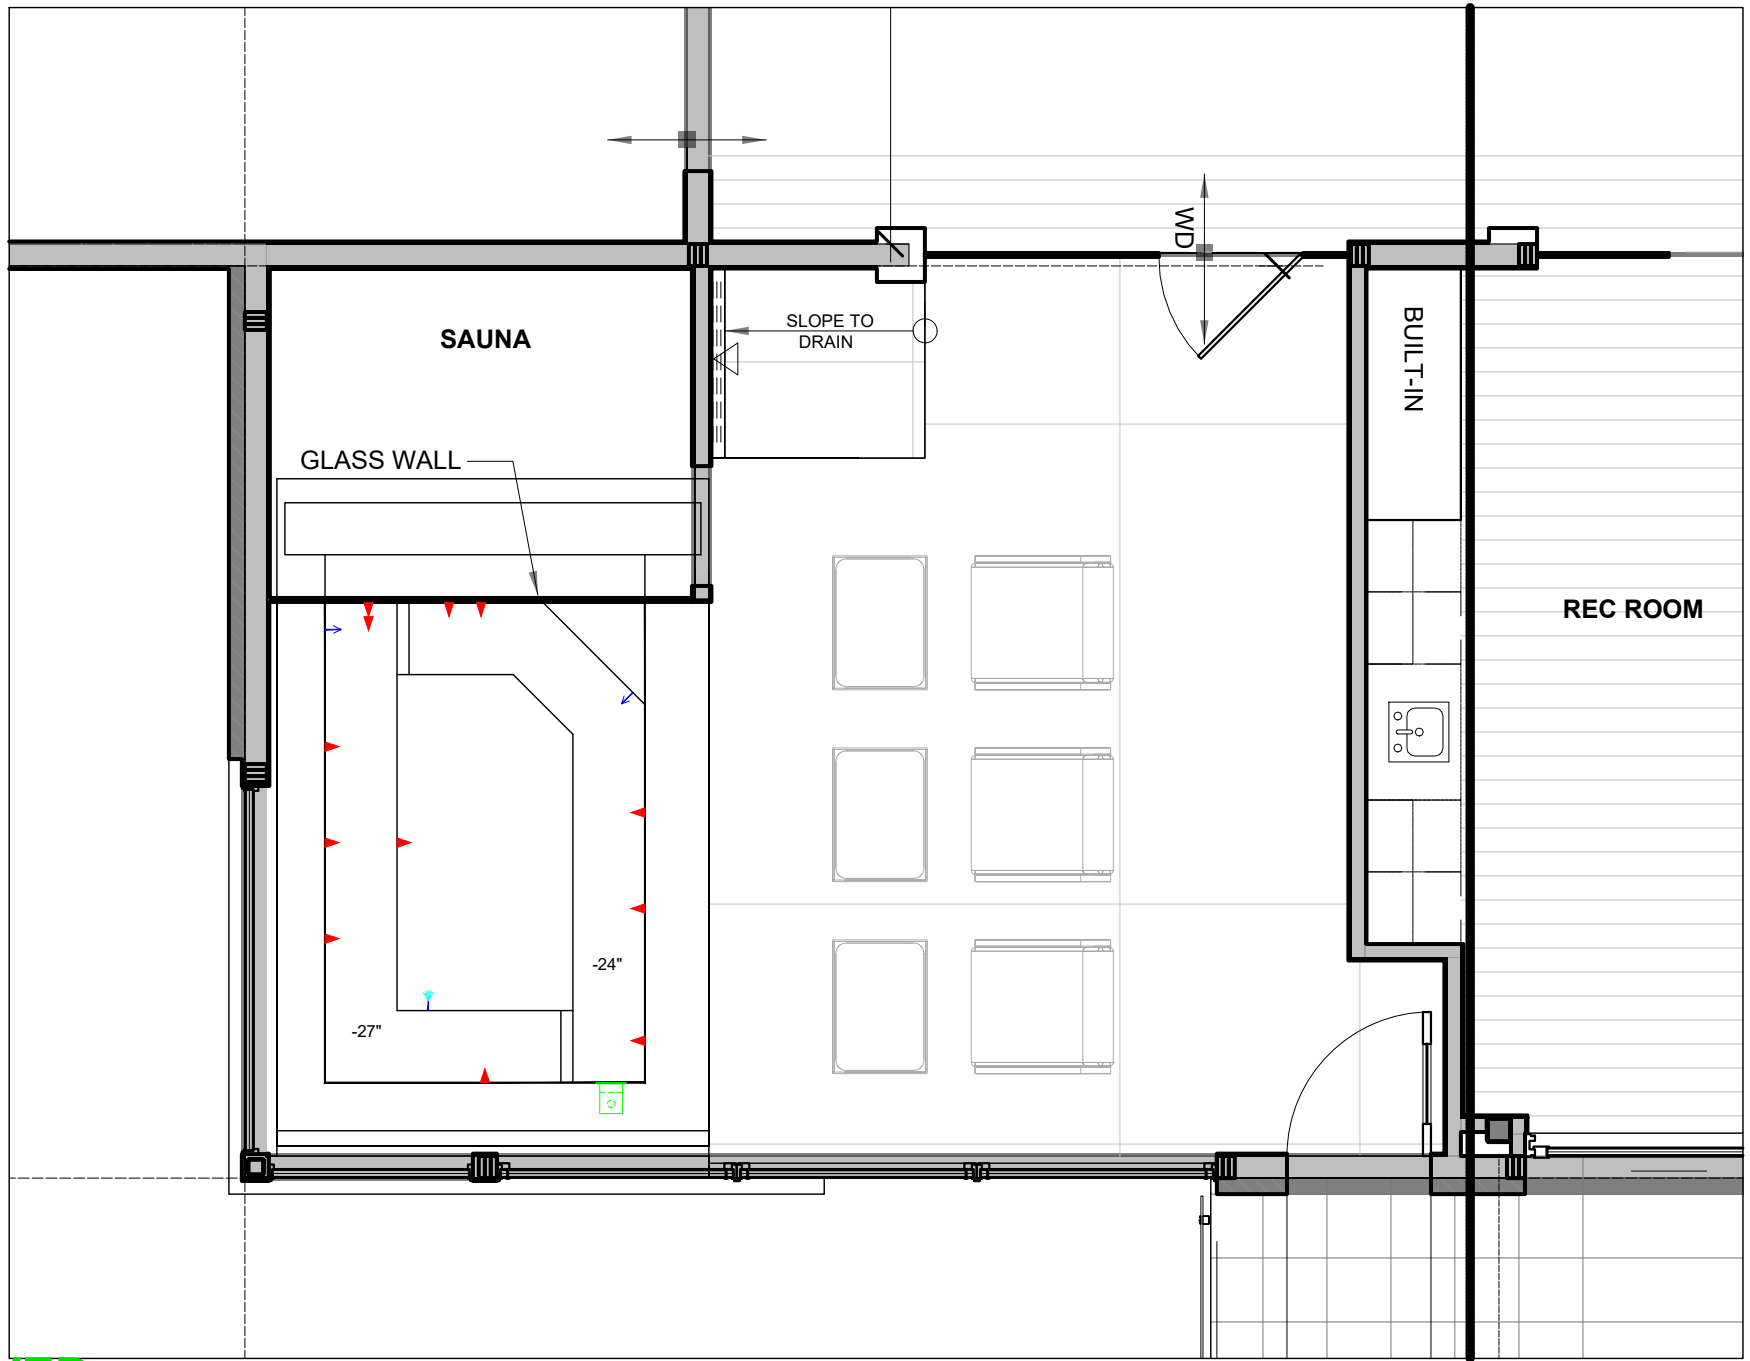 WD
SLOPE TO
DRAIN
SAUNA
BUILT-IN
GLASS WALL
REC ROOM
-24"
-27"